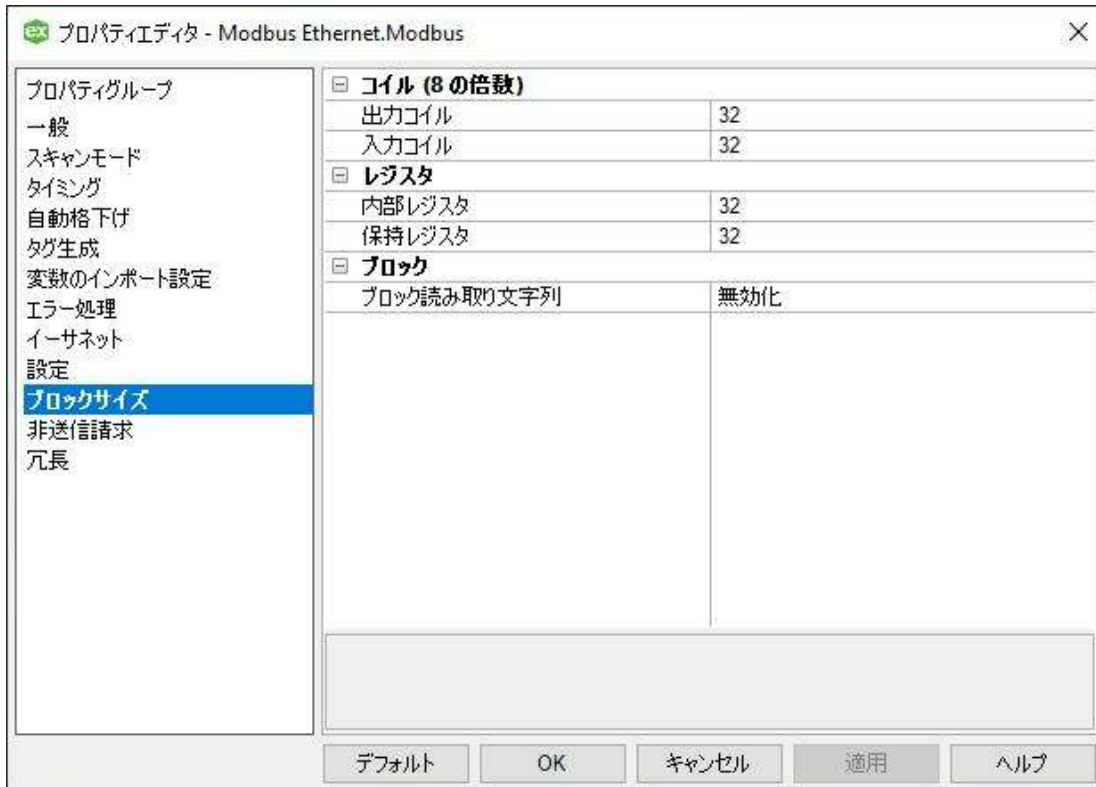 プロパティエディタ - Modbus Ethernet.Modbus
プロパティグループ
一般
スキャンモード
タイミング
自動格下げ
タグ生成
変数のインポート設定
エラー処理
イーサネット
設定
ブロックサイズ
非送信請求
冗長
コイル (8 の倍数)
出力コイル 32
入力コイル 32
レジスタ
内部レジスタ 32
保持レジスタ 32
ブロック
ブロック読み取り文字列 無効化
デフォルト OK キャンセル 適用 ヘルプ